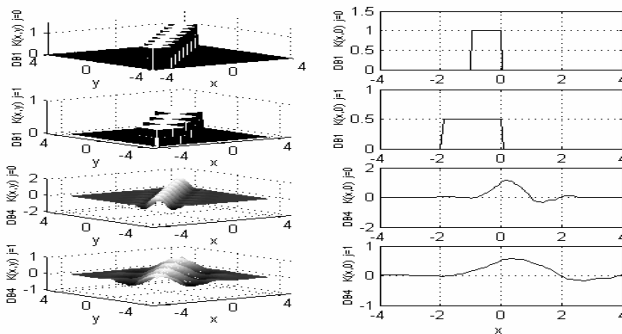 DB1 K(x,y) j=0
1
0
4 0 -4
y
-4 0 4
x
DB1 K(x,0) j=0
1.5
1
0.5
0
-4 -2 0 2 4
DB1 K(x,y) j=1
1
0
4 0 -4
y
-4 0 4
x
DB1 K(x,0) j=1
1
0.5
0
-4 -2 0 2 4
DB4 K(x,y) j=0
2
0
-2
4 0 -4
y
-4 0 4
x
DB4 K(x,0) j=0
2
0
2
-4 -2 0 2 4
DB4 K(x,y) j=1
1
0
-1
4 0 -4
y
-4 0 4
x
DB4 K(x,0) j=1
1
0
-1
-4 -2 0 2 4
x